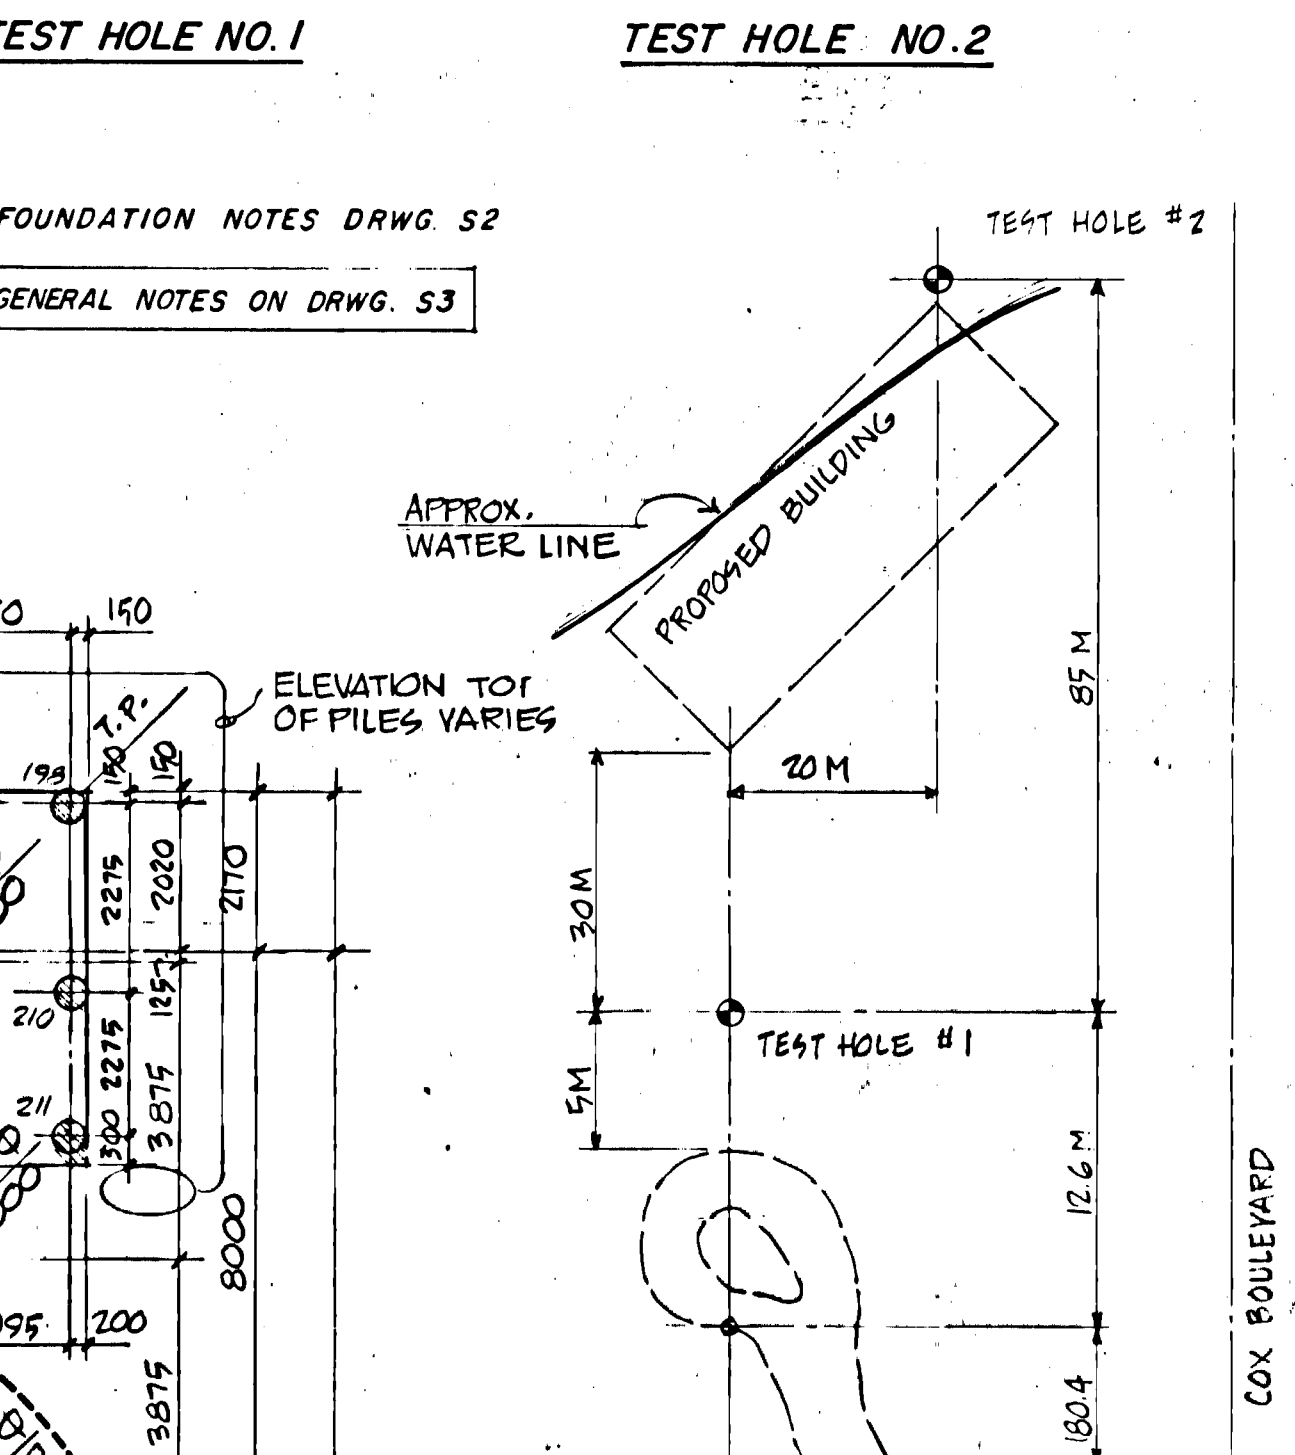 TEST HOLE NO. 1
TEST HOLE NO. 2
FOUNDATION NOTES DRWG. S2
GENERAL NOTES ON DRWG. S3
TEST HOLE #2
APPROX.
WATER LINE
PROPOSED BUILDING
85 M
150
ELEVATION TOP
OF PILES VARIES
T.P.
198
150
150
20 M
30 M
2275
2020
2170
210
1257
TEST HOLE #1
5M
2275
3875
211
300
12.6 M
8000
COX BOULEVARD
200
3875
180.4